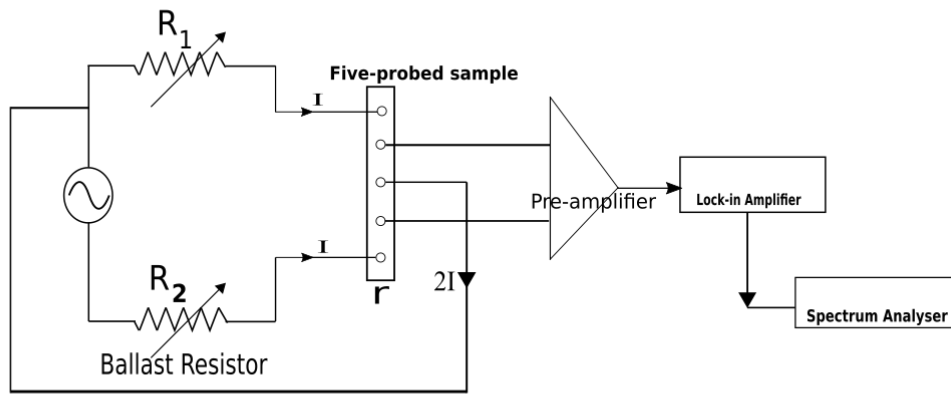 R1
Five-probed sample
I
Pre-amplifier
Lock-in Amplifier
I
R2
2I
r
Spectrum Analyser
Ballast Resistor